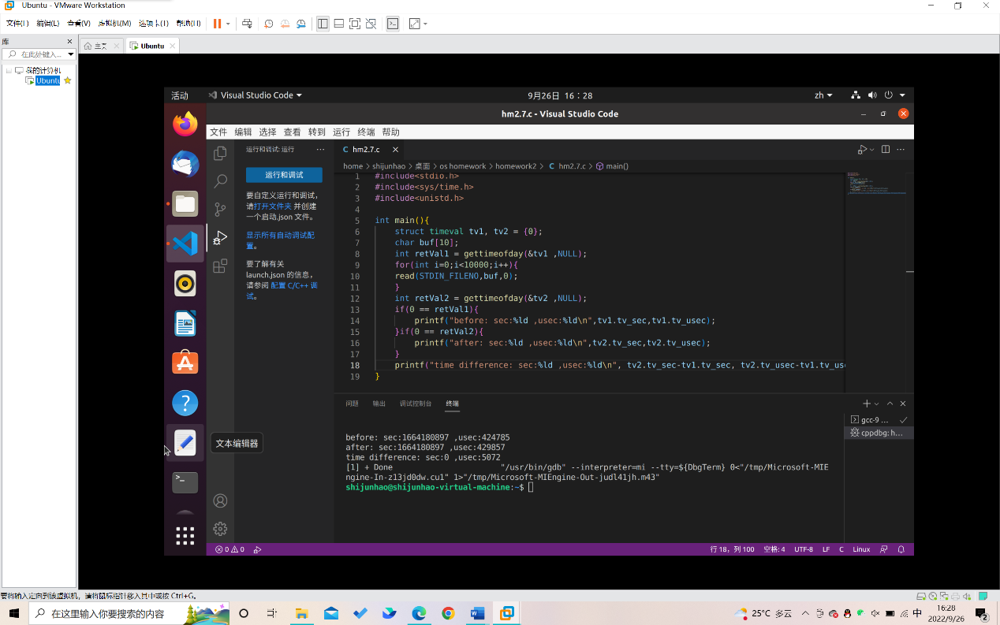 Ubuntu - VMware Workstation
文件(F) 编辑(E) 查看(V) 虚拟机(M) 选项卡(T) 帮助(H)
库
在此处键入...
主页
Ubuntu
我的计算机
Ubuntu
活动
Visual Studio Code
9月26日 16：28
zh
hm2.7.c - Visual Studio Code
文件 编辑 选择 查看 转到 运行 终端 帮助
运行和调试: 运行
运行和调试
要自定义运行和调试，
请打开文件夹 并创建
一个启动.json 文件。
显示所有自动调试配
置。
要了解有关
launch.json 的信息，
请参阅 配置 C/C++ 调
试。
C hm2.7.c
home > shijunhao > 桌面 > os homework > homework2 > C hm2.7.c > main()
1 #include<stdio.h>
2 #include<sys/time.h>
3 #include<unistd.h>
4
5 int main(){
6 struct timeval tv1, tv2 = {0};
7 char buf[10];
8 int retVal1 = gettimeofday(&tv1 ,NULL);
9 for(int i=0;i<10000;i++){
10 read(STDIN_FILENO,buf,0);
11 }
12 int retVal2 = gettimeofday(&tv2 ,NULL);
13 if(0 == retVal1){
14 printf("before: sec:%ld ,usec:%ld\n",tv1.tv_sec,tv1.tv_usec);
15 }if(0 == retVal2){
16 printf("after: sec:%ld ,usec:%ld\n",tv2.tv_sec,tv2.tv_usec);
17 }
18 printf("time difference: sec:%ld ,usec:%ld\n", tv2.tv_sec-tv1.tv_sec, tv2.tv_usec-tv1.tv_use
19 }
问题 输出 调试控制台 终端
gcc-9 ...
cppdbg: h...
before: sec:1664180897 ,usec:424785
after: sec:1664180897 ,usec:429857
time difference: sec:0 ,usec:5072
[1] + Done "/usr/bin/gdb" --interpreter=mi --tty=${DbgTerm} 0<"/tmp/Microsoft-MIE
ngine-In-z13jd0dw.cu1" 1>"/tmp/Microsoft-MIEngine-Out-judl41jh.m43"
shijunhao@shijunhao-virtual-machine:~$
文本编辑器
0 0
行 18，列 100 空格: 4 UTF-8 LF C Linux
要将输入定向到该虚拟机，请将鼠标指针移入其中或按 Ctrl+G。
在这里输入你要搜索的内容
25°C 多云
中
16:28
2022/9/26
2